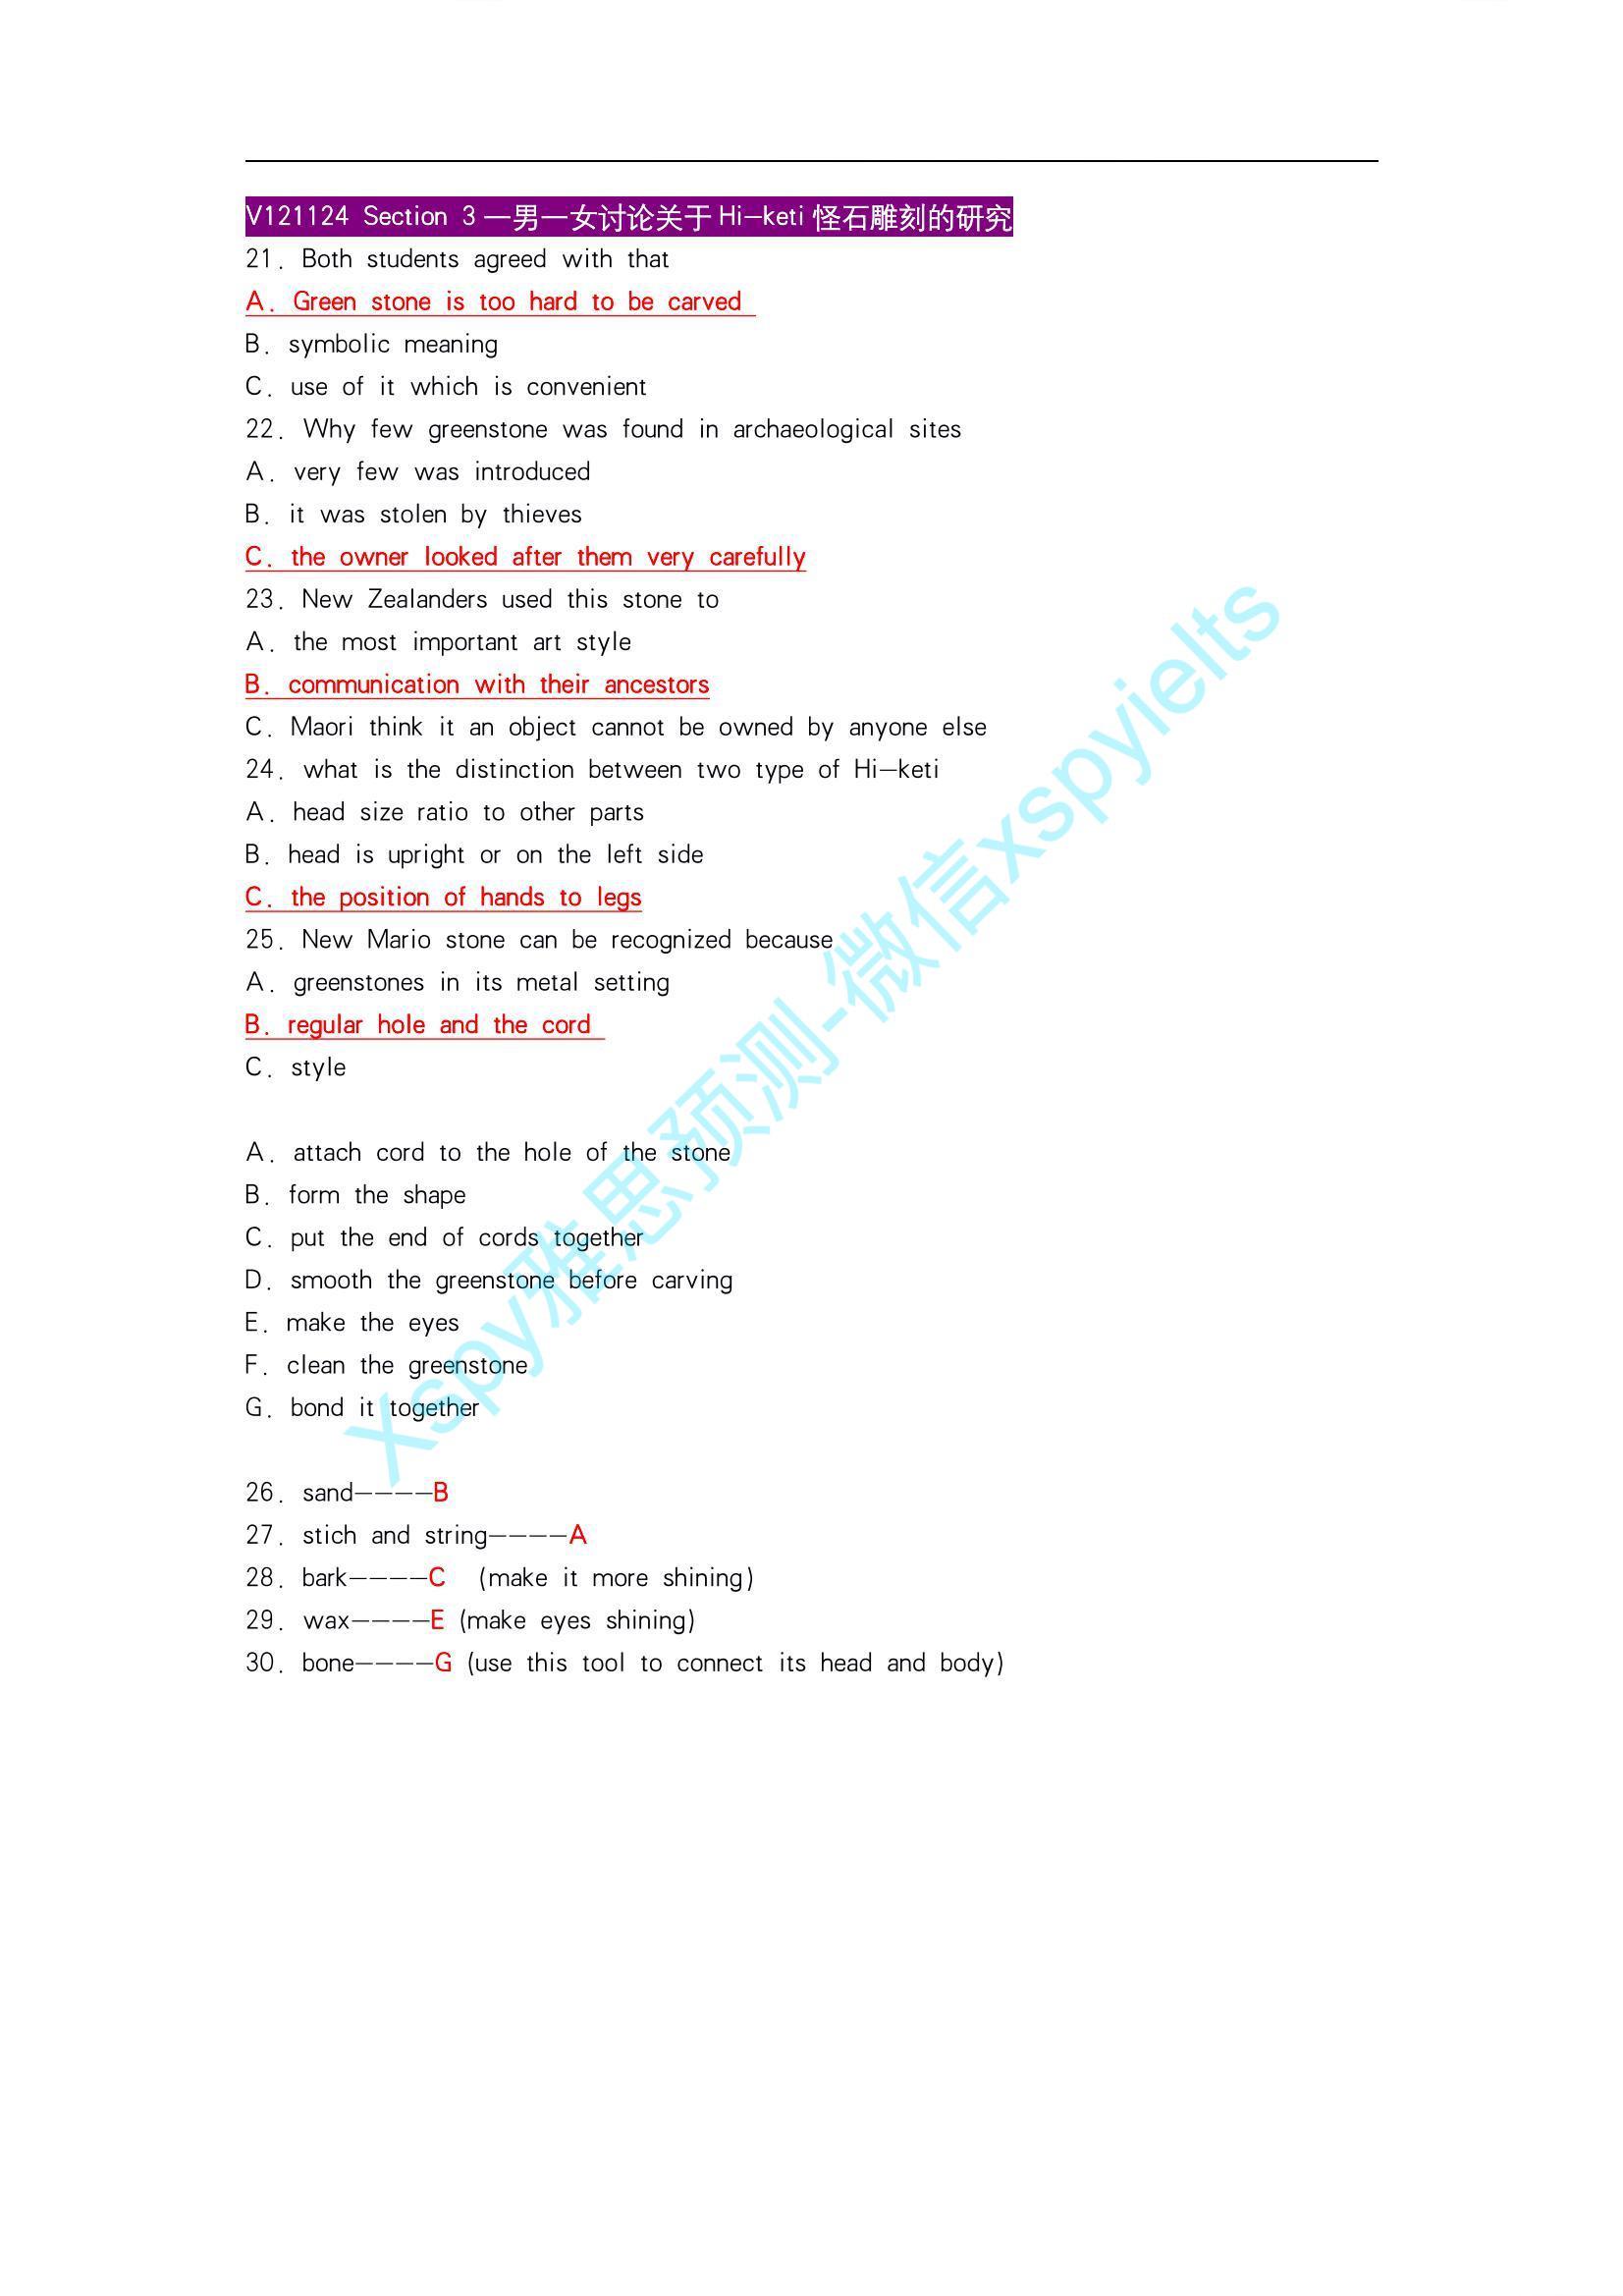 V121124 Section 3 一男一女讨论关于 Hi-keti 怪石雕刻的研究
21. Both students agreed with that
A. Green stone is too hard to be carved
B. symbolic meaning
C. use of it which is convenient
22. Why few greenstone was found in archaeological sites
A. very few was introduced
B. it was stolen by thieves
C. the owner looked after them very carefully
23. New Zealanders used this stone to
A. the most important art style
B. communication with their ancestors
C. Maori think it an object cannot be owned by anyone else
24. what is the distinction between two type of Hi-keti
A. head size ratio to other parts
B. head is upright or on the left side
C. the position of hands to legs
25. New Mario stone can be recognized because
A. greenstones in its metal setting
B. regular hole and the cord
C. style
A. attach cord to the hole of the stone
B. form the shape
C. put the end of cords together
D. smooth the greenstone before carving
E. make the eyes
F. clean the greenstone
G. bond it together
26. sand----B
27. stich and string----A
28. bark----C (make it more shining)
29. wax----E (make eyes shining)
30. bone----G (use this tool to connect its head and body)
Xspy雅思预测-微信xspyielts